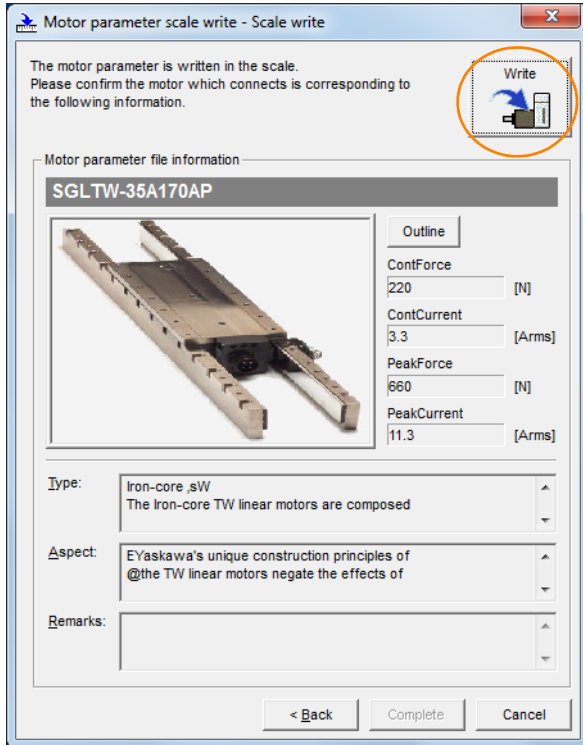 Motor parameter scale write - Scale write
The motor parameter is written in the scale.
Please confirm the motor which connects is corresponding to
the following information.
Write
Motor parameter file information
SGLTW-35A170AP
Outline
ContForce
220 [N]
ContCurrent
3.3 [Arms]
PeakForce
660 [N]
PeakCurrent
11.3 [Arms]
Type:
Iron-core ,sW
The Iron-core TW linear motors are composed
Aspect:
EYaskawa's unique construction principles of
@the TW linear motors negate the effects of
Remarks:
< Back Complete Cancel